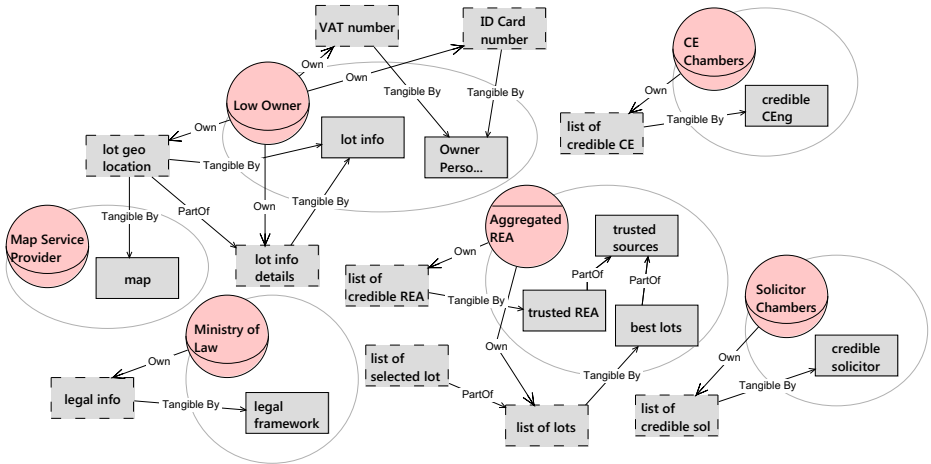 VAT number
ID Card
number
Own
Own
Low Owner
Own
Tangible By
Tangible By
lot geo
location
lot info
Tangible By
Owner
Perso...
Own
Tangible By
PartOf
Tangible By
lot info
details
Map Service
Provider
map
CE
Chambers
Own
credible
CEng
list of
credible CE
Tangible By
Aggregated
REA
trusted
sources
Own
list of
credible REA
PartOf
PartOf
Tangible By
trusted REA
best lots
Own
list of
selected lot
PartOf
Tangible By
list of lots
Ministry of
Law
Own
legal info
Tangible By
legal
framework
Solicitor
Chambers
Own
credible
solicitor
Tangible By
list of
credible sol